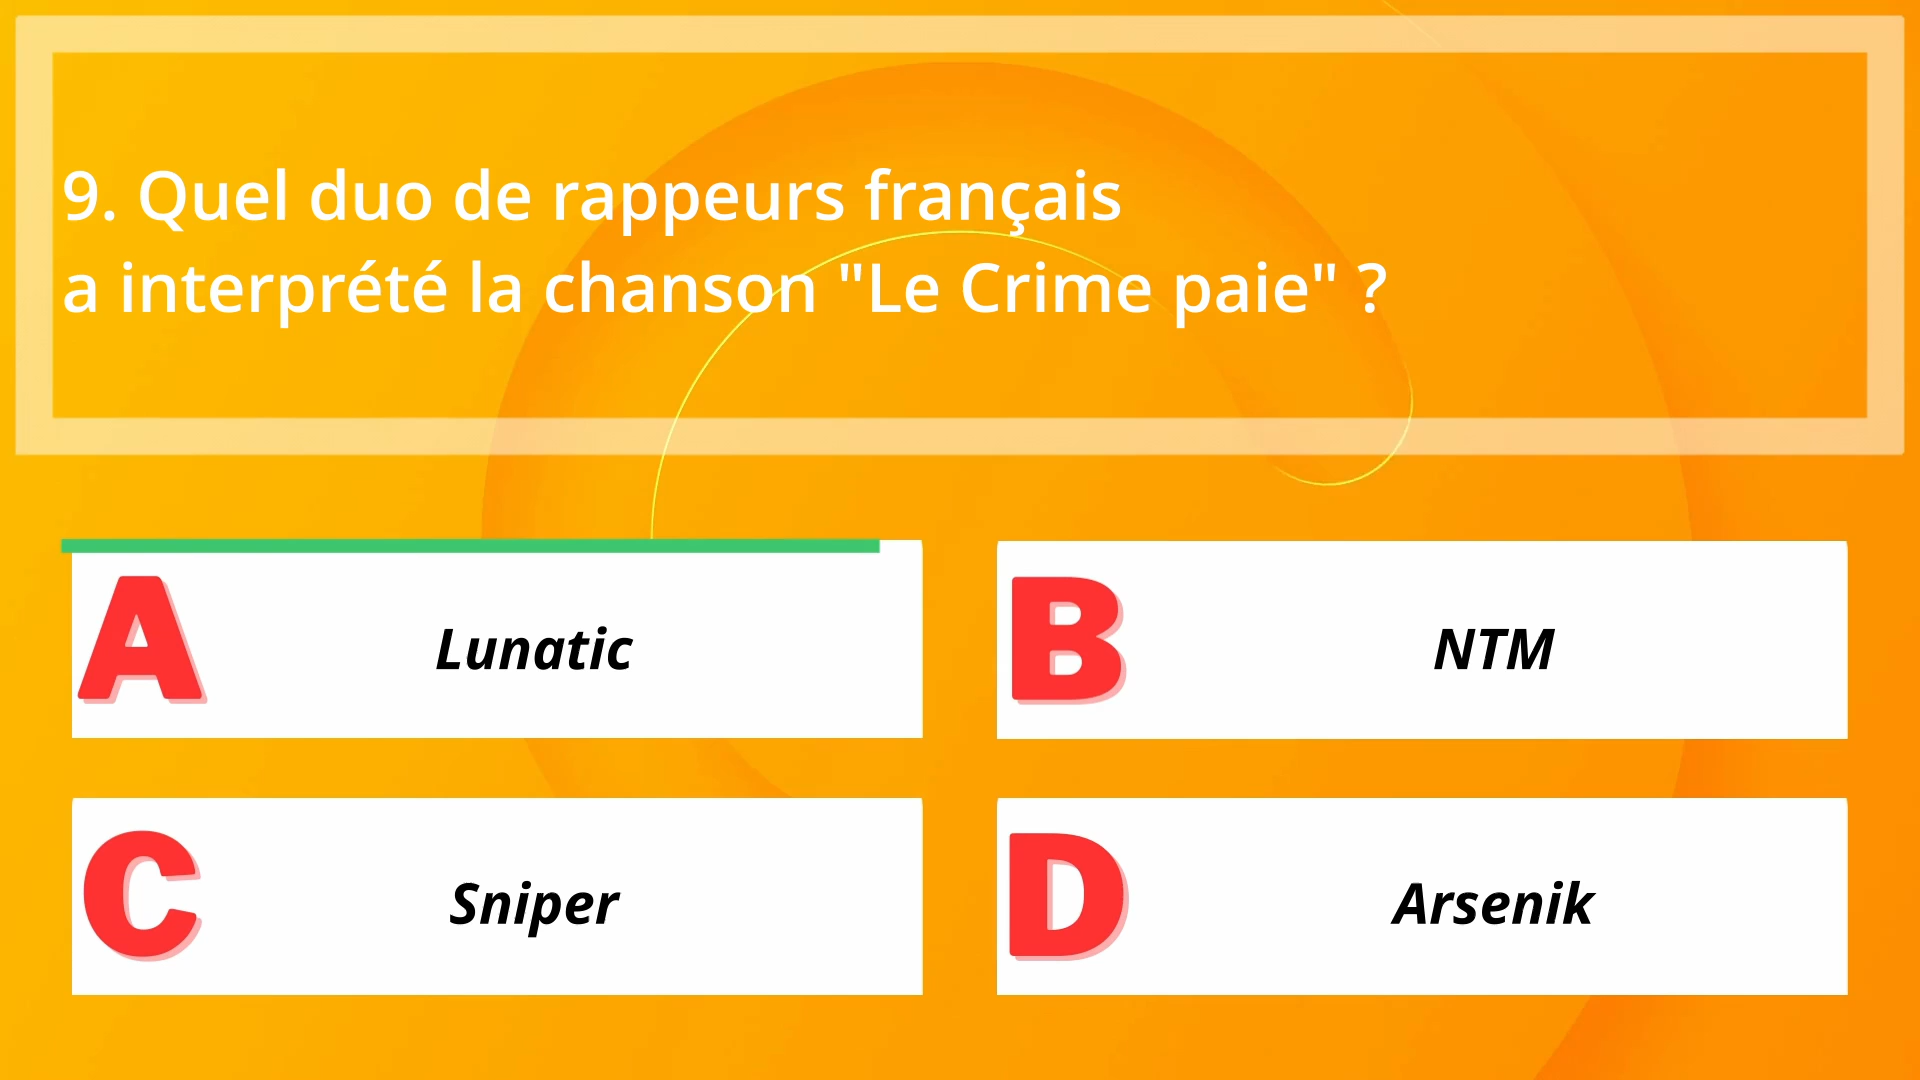 9. Quel duo de rappeurs français
a interprété la chanson "Le Crime paie" ?
A Lunatic
B NTM
C Sniper
D Arsenik